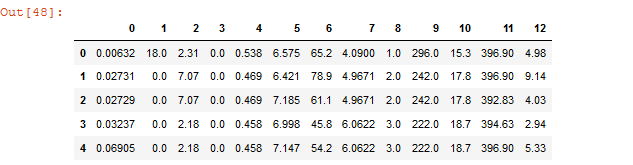 Out[48]:
0 1 2 3 4 5 6 7 8 9 10 11 12
0 0.00632 18.0 2.31 0.0 0.538 6.575 65.2 4.0900 1.0 296.0 15.3 396.90 4.98
1 0.02731 0.0 7.07 0.0 0.469 6.421 78.9 4.9671 2.0 242.0 17.8 396.90 9.14
2 0.02729 0.0 7.07 0.0 0.469 7.185 61.1 4.9671 2.0 242.0 17.8 392.83 4.03
3 0.03237 0.0 2.18 0.0 0.458 6.998 45.8 6.0622 3.0 222.0 18.7 394.63 2.94
4 0.06905 0.0 2.18 0.0 0.458 7.147 54.2 6.0622 3.0 222.0 18.7 396.90 5.33